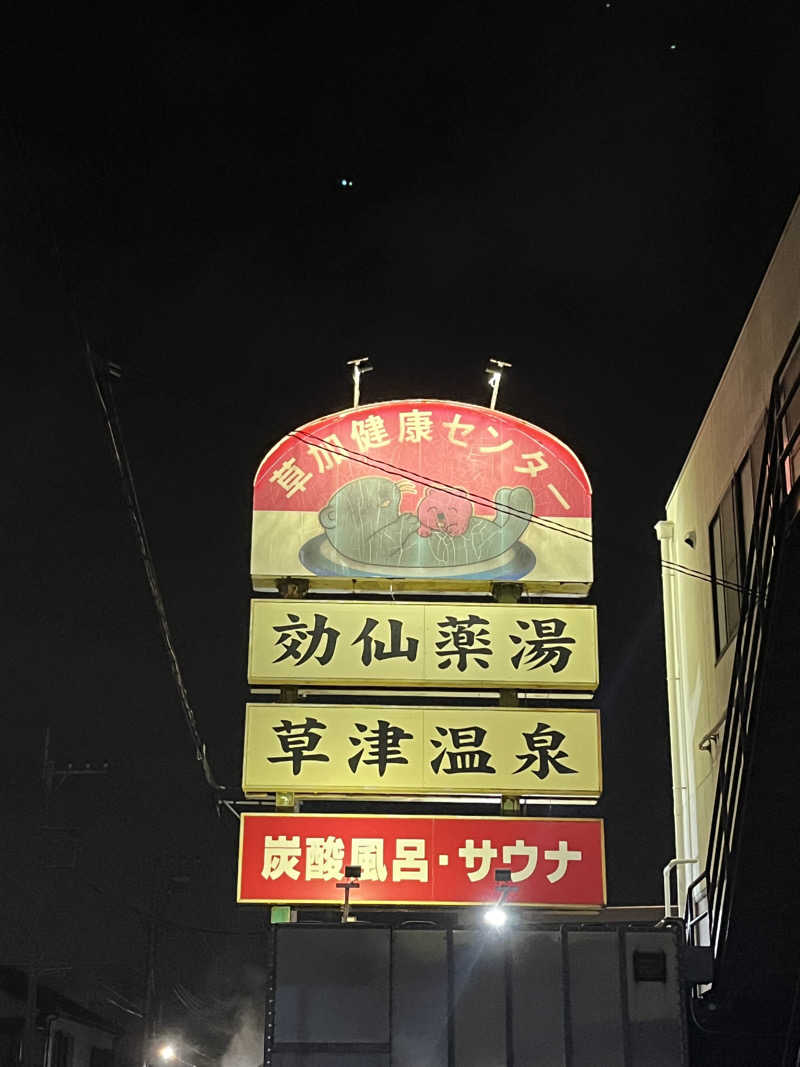 草加健康センター
効仙薬湯
草津温泉
炭酸風呂・サウナ